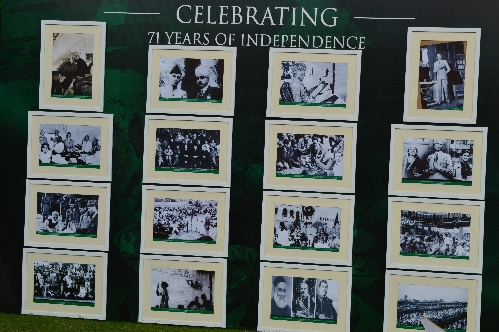 CELEBRATING
71 YEARS OF INDEPENDENCE